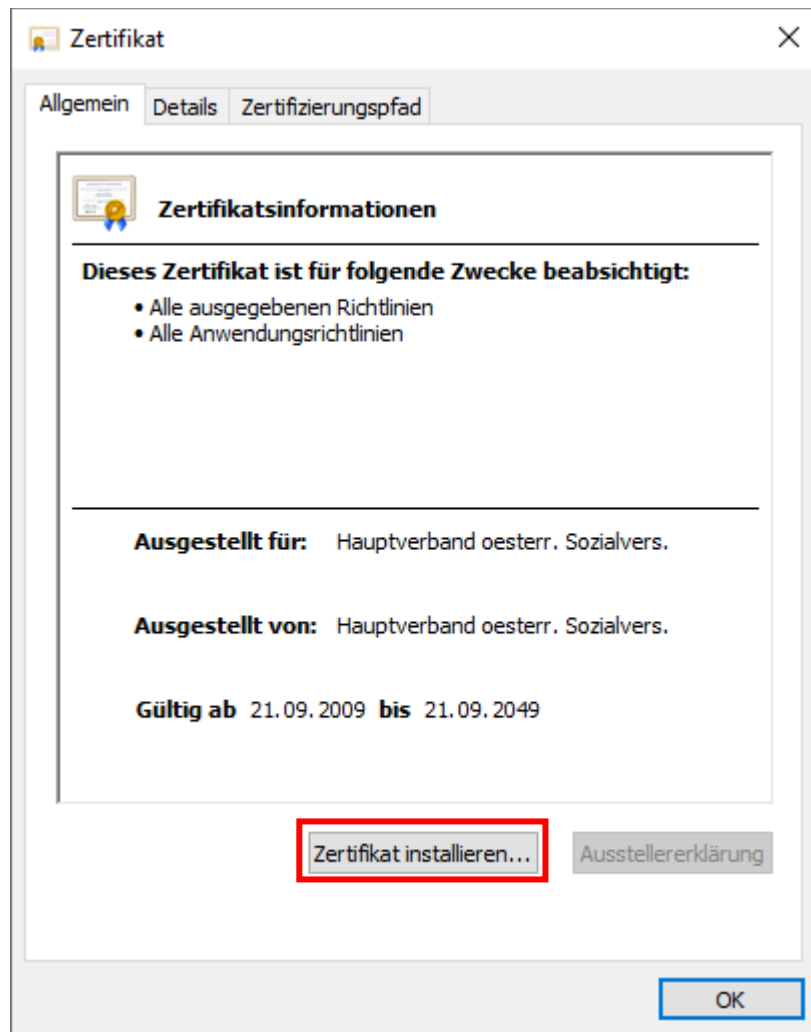 Zertifikat
Allgemein Details Zertifizierungspfad
Zertifikatsinformationen
Dieses Zertifikat ist für folgende Zwecke beabsichtigt:
• Alle ausgegebenen Richtlinien
• Alle Anwendungsrichtlinien
Ausgestellt für: Hauptverband oesterr. Sozialvers.
Ausgestellt von: Hauptverband oesterr. Sozialvers.
Gültig ab 21.09.2009 bis 21.09.2049
Zertifikat installieren... Ausstellererklärung
OK